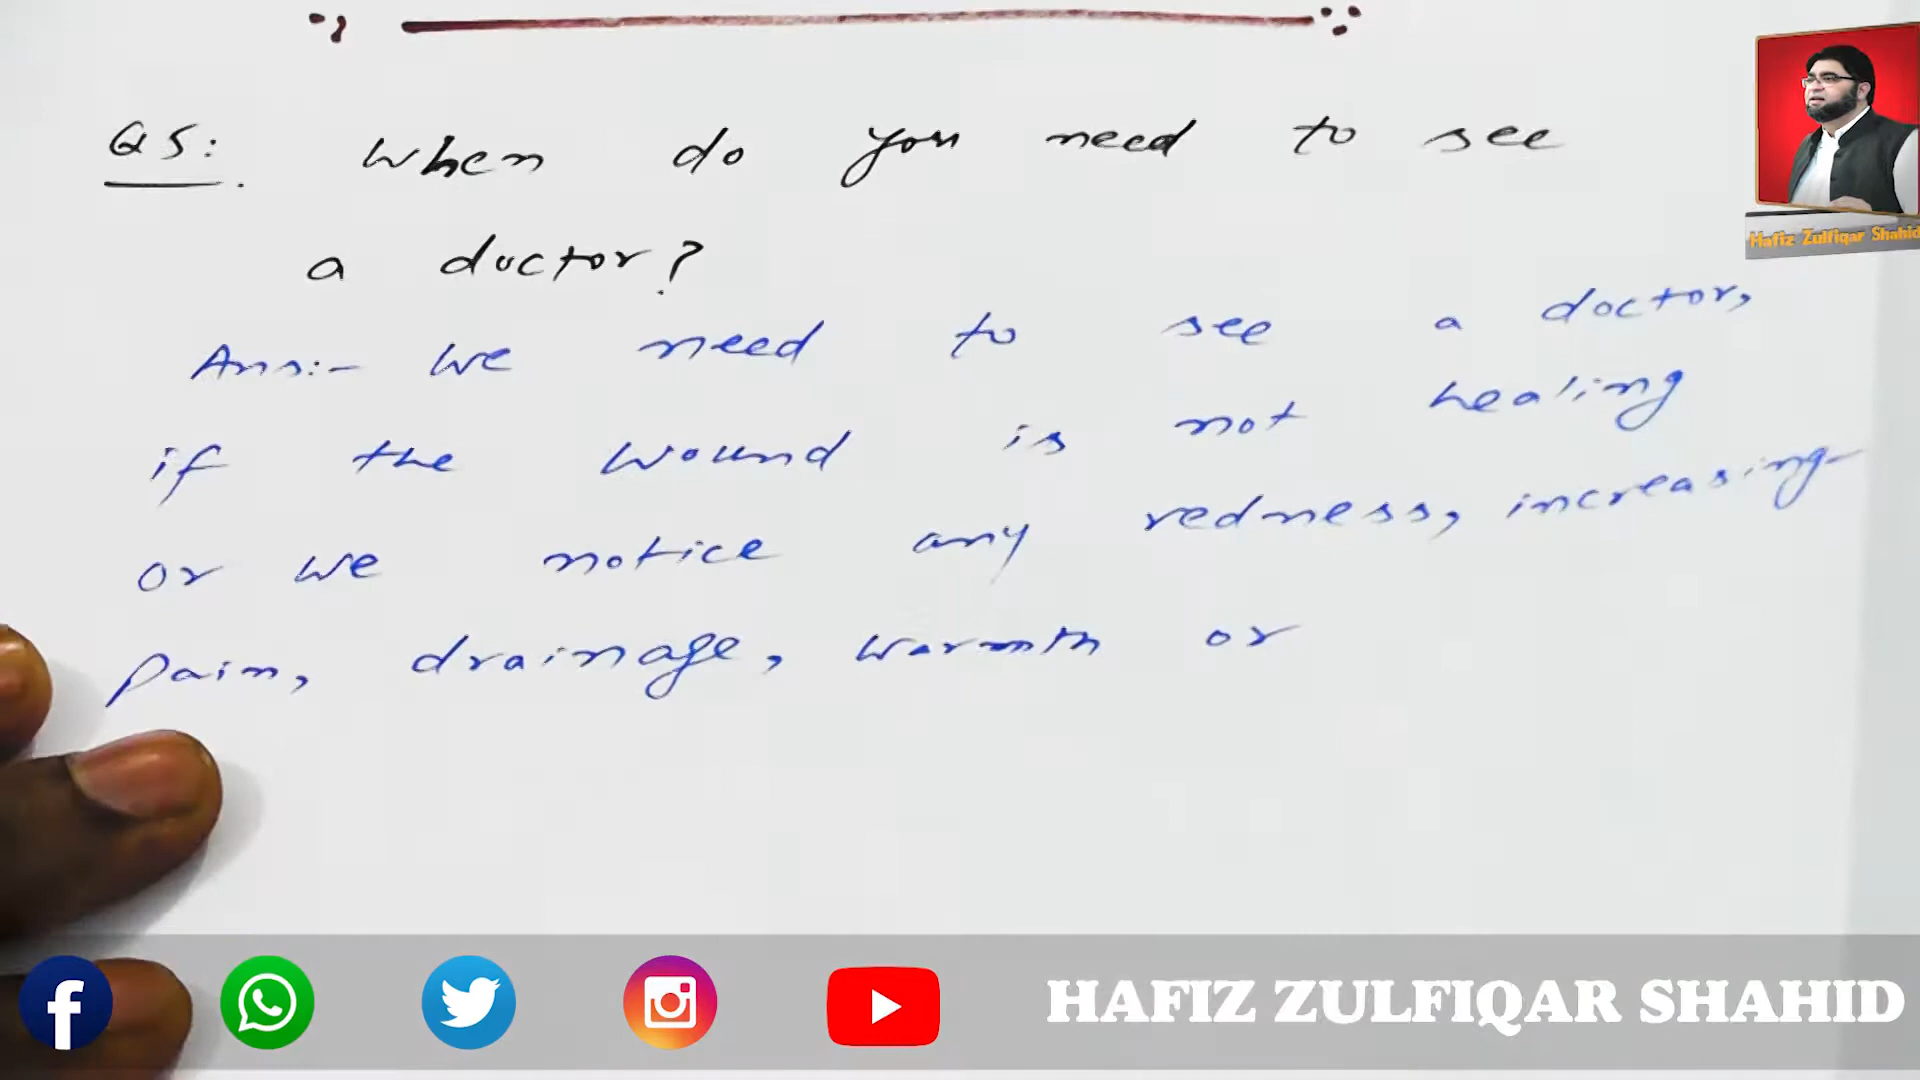 Q5: When do you need to see
a doctor?
Hafiz Zulfiqar Shahid
Ans:- We need to see a doctor,
if the wound is not healing
or we notice any redness, increasing
pain, drainage, warmth or
HAFIZ ZULFIQAR SHAHID